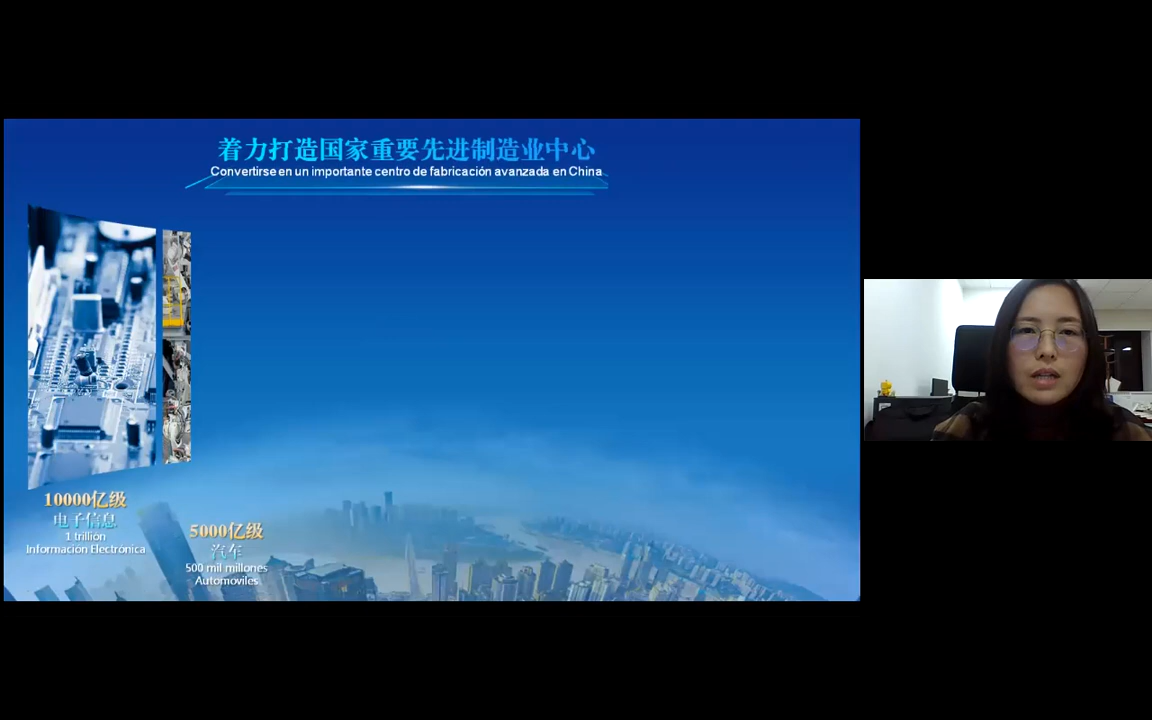 着力打造国家重要先进制造业中心
Convertirse en un importante centro de fabricación avanzada en China
10000亿级
电子信息
1 trillión
Información Electrónica
5000亿级
汽车
500 mil millones
Automoviles